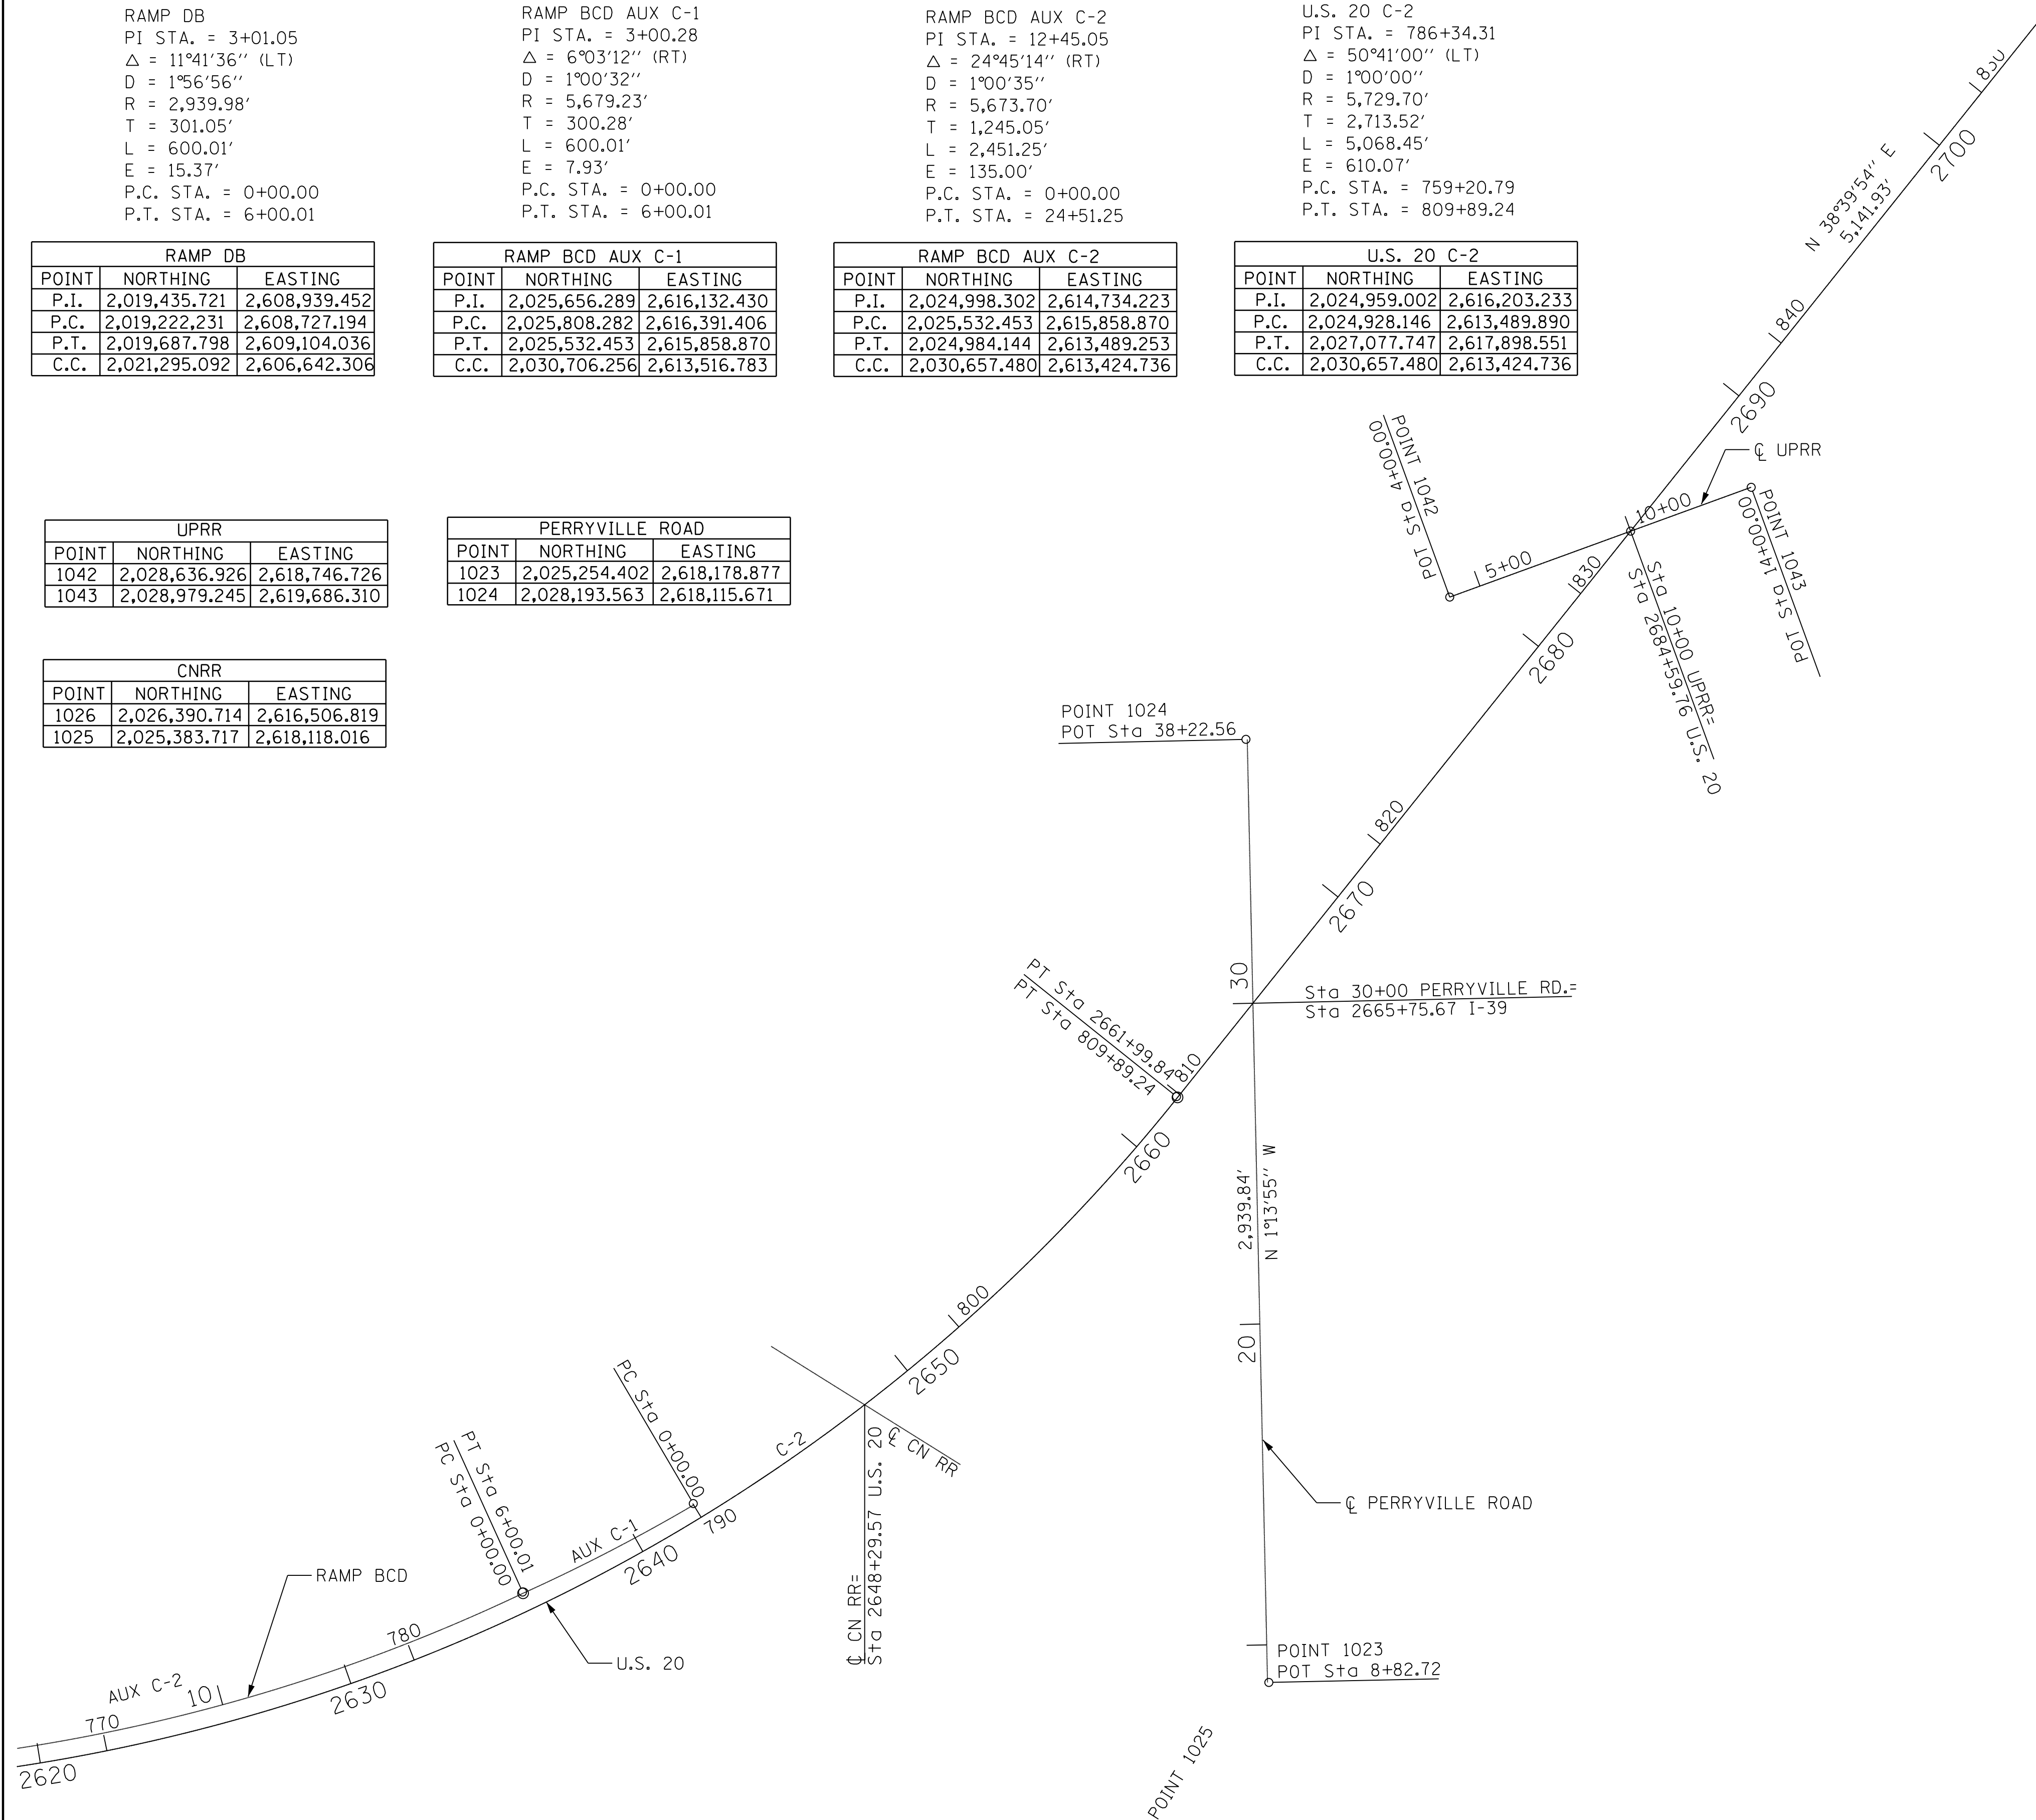 RAMP DB
PI STA. = 3+01.05
△ = 11°41'36'' (LT)
D = 1°56'56''
R = 2,939.98'
T = 301.05'
L = 600.01'
E = 15.37'
P.C. STA. = 0+00.00
P.T. STA. = 6+00.01
RAMP BCD AUX C-1
PI STA. = 3+00.28
△ = 6°03'12'' (RT)
D = 1°00'32''
R = 5,679.23'
T = 300.28'
L = 600.01'
E = 7.93'
P.C. STA. = 0+00.00
P.T. STA. = 6+00.01
RAMP BCD AUX C-2
PI STA. = 12+45.05
△ = 24°45'14'' (RT)
D = 1°00'35''
R = 5,673.70'
T = 1,245.05'
L = 2,451.25'
E = 135.00'
P.C. STA. = 0+00.00
P.T. STA. = 24+51.25
U.S. 20 C-2
PI STA. = 786+34.31
△ = 50°41'00'' (LT)
D = 1°00'00''
R = 5,729.70'
T = 2,713.52'
L = 5,068.45'
E = 610.07'
P.C. STA. = 759+20.79
P.T. STA. = 809+89.24
RAMP DB
POINT NORTHING EASTING
P.I. 2,019,435.721 2,608,939.452
P.C. 2,019,222,231 2,608,727.194
P.T. 2,019,687.798 2,609,104.036
C.C. 2,021,295.092 2,606,642.306
RAMP BCD AUX C-1
POINT NORTHING EASTING
P.I. 2,025,656.289 2,616,132.430
P.C. 2,025,808.282 2,616,391.406
P.T. 2,025,532.453 2,615,858.870
C.C. 2,030,706.256 2,613,516.783
RAMP BCD AUX C-2
POINT NORTHING EASTING
P.I. 2,024,998.302 2,614,734.223
P.C. 2,025,532.453 2,615,858.870
P.T. 2,024,984.144 2,613,489.253
C.C. 2,030,657.480 2,613,424.736
U.S. 20 C-2
POINT NORTHING EASTING
P.I. 2,024,959.002 2,616,203.233
P.C. 2,024,928.146 2,613,489.890
P.T. 2,027,077.747 2,617,898.551
C.C. 2,030,657.480 2,613,424.736
UPRR
POINT NORTHING EASTING
1042 2,028,636.926 2,618,746.726
1043 2,028,979.245 2,619,686.310
PERRYVILLE ROAD
POINT NORTHING EASTING
1023 2,025,254.402 2,618,178.877
1024 2,028,193.563 2,618,115.671
CNRR
POINT NORTHING EASTING
1026 2,026,390.714 2,616,506.819
1025 2,025,383.717 2,618,118.016
850
2700
N 38°39'54'' E
5,141.93'
840
2690
℄ UPRR
POINT 1042
POT Sta 4+00.00
10+00
POINT 1043
POT Sta 14+00.00
5+00
830
2680
Sta 10+00 UPRR=
Sta 2684+59.76 U.S. 20
POINT 1024
POT Sta 38+22.56
820
2670
30
Sta 30+00 PERRYVILLE RD.=
Sta 2665+75.67 I-39
PT Sta 2661+99.84
PT Sta 809+89.24
810
2660
2,939.84'
N 1°13'55'' W
800
2650
20
℄ CN RR
℄ CN RR=
Sta 2648+29.57 U.S. 20
C-2
PC Sta 0+00.00
790
PT Sta 6+00.01
PC Sta 0+00.00
AUX C-1
2640
℄ PERRYVILLE ROAD
RAMP BCD
780
U.S. 20
POINT 1023
POT Sta 8+82.72
AUX C-2
10
2630
770
2620
POINT 1025